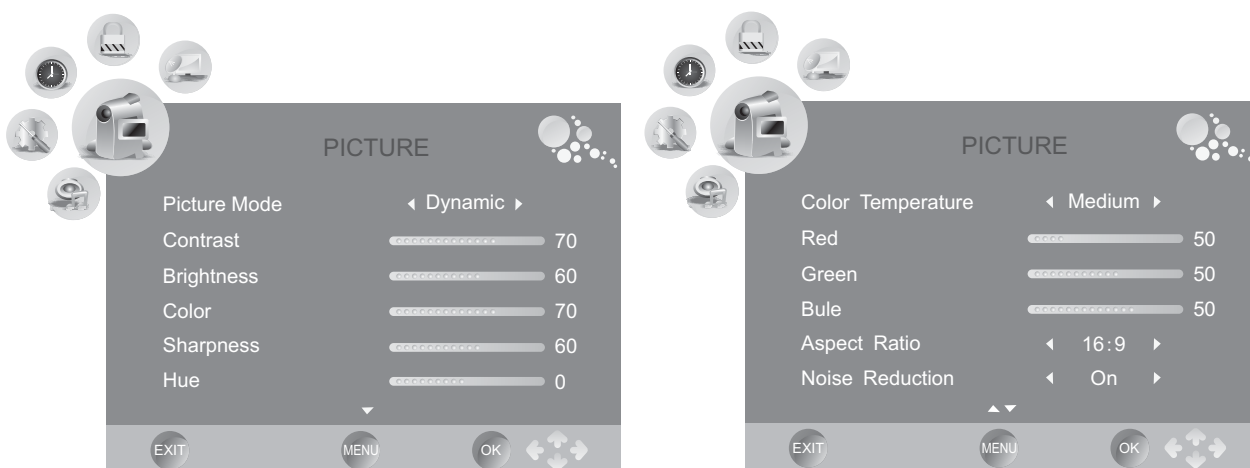 PICTURE
Picture Mode Dynamic
Contrast 70
Brightness 60
Color 70
Sharpness 60
Hue 0
EXIT MENU OK
PICTURE
Color Temperature Medium
Red 50
Green 50
Bule 50
Aspect Ratio 16:9
Noise Reduction On
EXIT MENU OK